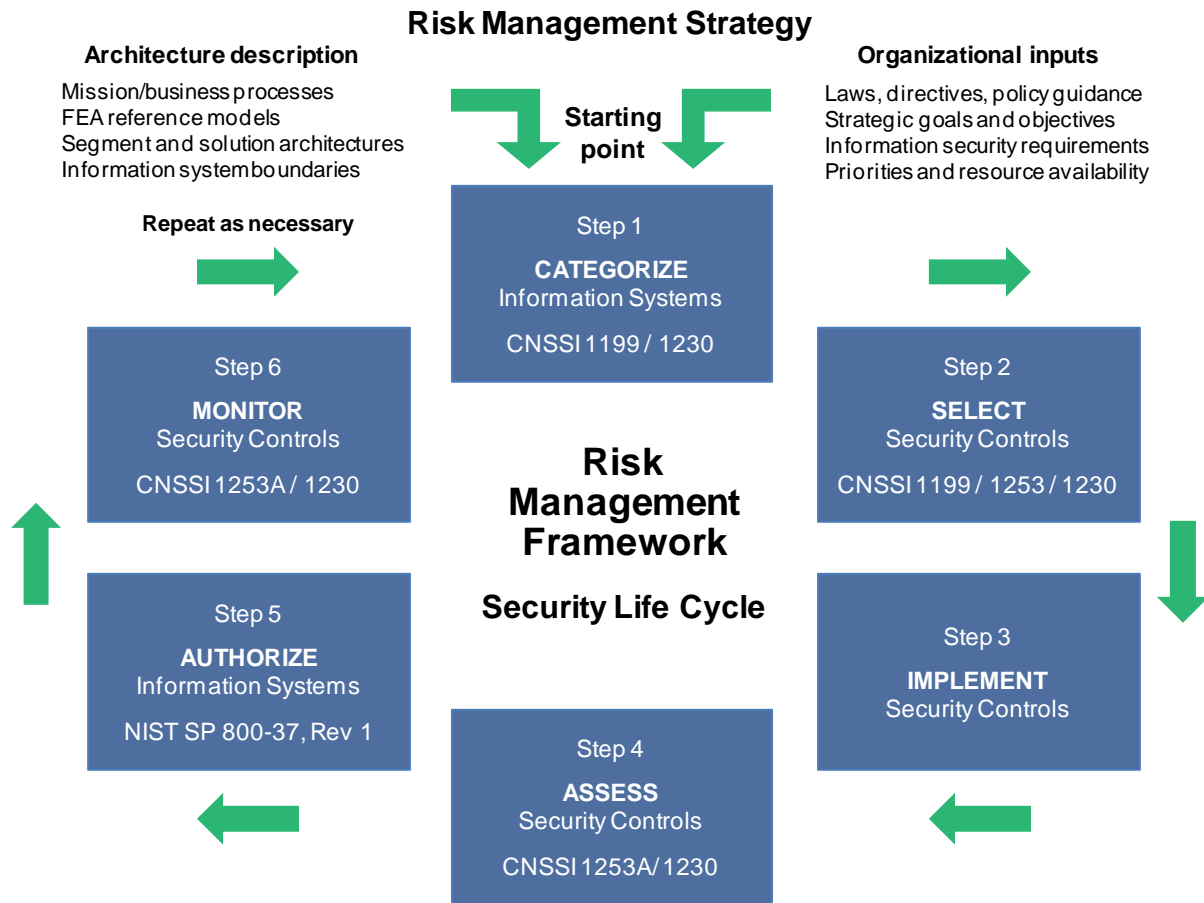 Risk Management Strategy
Architecture description
Mission/business processes
FEA reference models
Segment and solution architectures
Information system boundaries
Organizational inputs
Laws, directives, policy guidance
Strategic goals and objectives
Information security requirements
Priorities and resource availability
Starting
point
Repeat as necessary
Step 1
CATEGORIZE
Information Systems
CNSSI 1199 / 1230
Step 2
SELECT
Security Controls
CNSSI 1199 / 1253 / 1230
Step 3
IMPLEMENT
Security Controls
Step 4
ASSESS
Security Controls
CNSSI 1253A/ 1230
Step 5
AUTHORIZE
Information Systems
NIST SP 800-37, Rev 1
Step 6
MONITOR
Security Controls
CNSSI 1253A / 1230
Risk
Management
Framework
Security Life Cycle